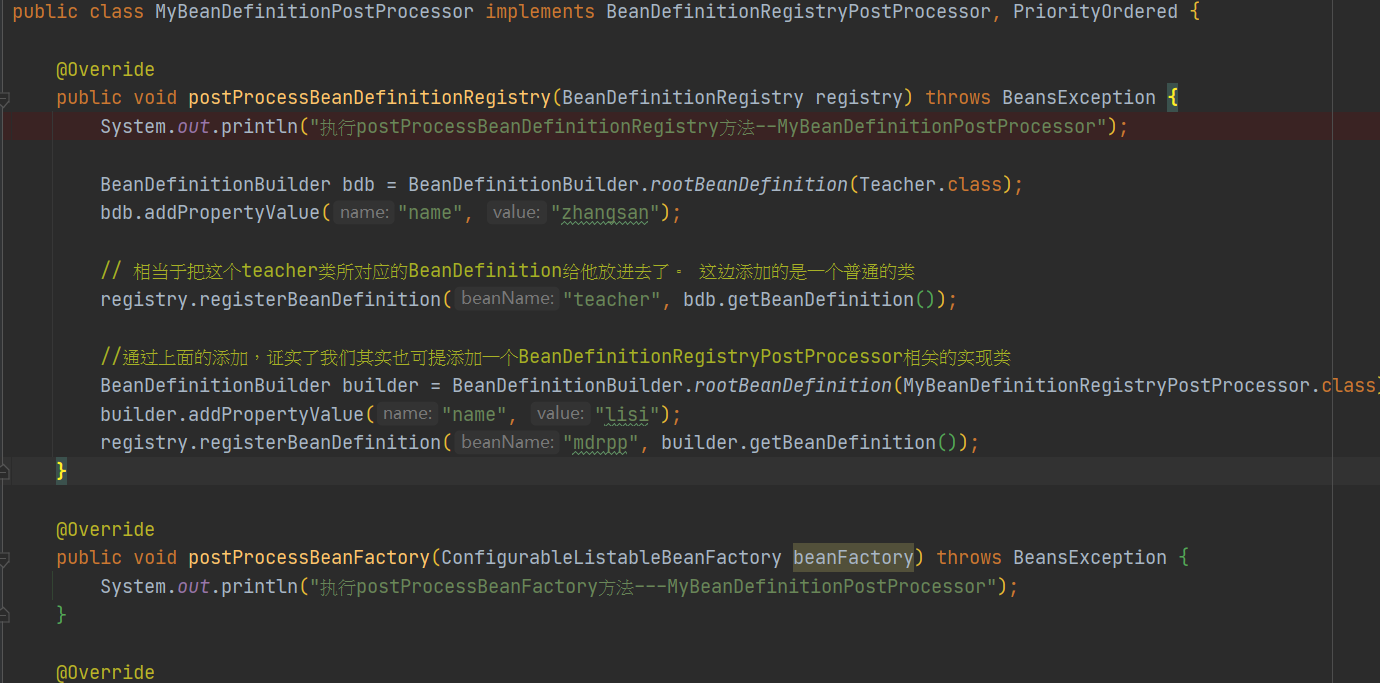 public class MyBeanDefinitionPostProcessor implements BeanDefinitionRegistryPostProcessor, PriorityOrdered {
@Override
public void postProcessBeanDefinitionRegistry(BeanDefinitionRegistry registry) throws BeansException {
System.out.println("执行postProcessBeanDefinitionRegistry方法--MyBeanDefinitionPostProcessor");
BeanDefinitionBuilder bdb = BeanDefinitionBuilder.rootBeanDefinition(Teacher.class);
bdb.addPropertyValue( name: "name", value: "zhangsan");
// 相当于把这个teacher类所对应的BeanDefinition给他放进去了。 这边添加的是一个普通的类
registry.registerBeanDefinition( beanName: "teacher", bdb.getBeanDefinition());
//通过上面的添加，证实了我们其实也可提添加一个BeanDefinitionRegistryPostProcessor相关的实现类
BeanDefinitionBuilder builder = BeanDefinitionBuilder.rootBeanDefinition(MyBeanDefinitionRegistryPostProcessor.class)
builder.addPropertyValue( name: "name", value: "lisi");
registry.registerBeanDefinition( beanName: "mdrpp", builder.getBeanDefinition());
}
@Override
public void postProcessBeanFactory(ConfigurableListableBeanFactory beanFactory) throws BeansException {
System.out.println("执行postProcessBeanFactory方法---MyBeanDefinitionPostProcessor");
}
@Override